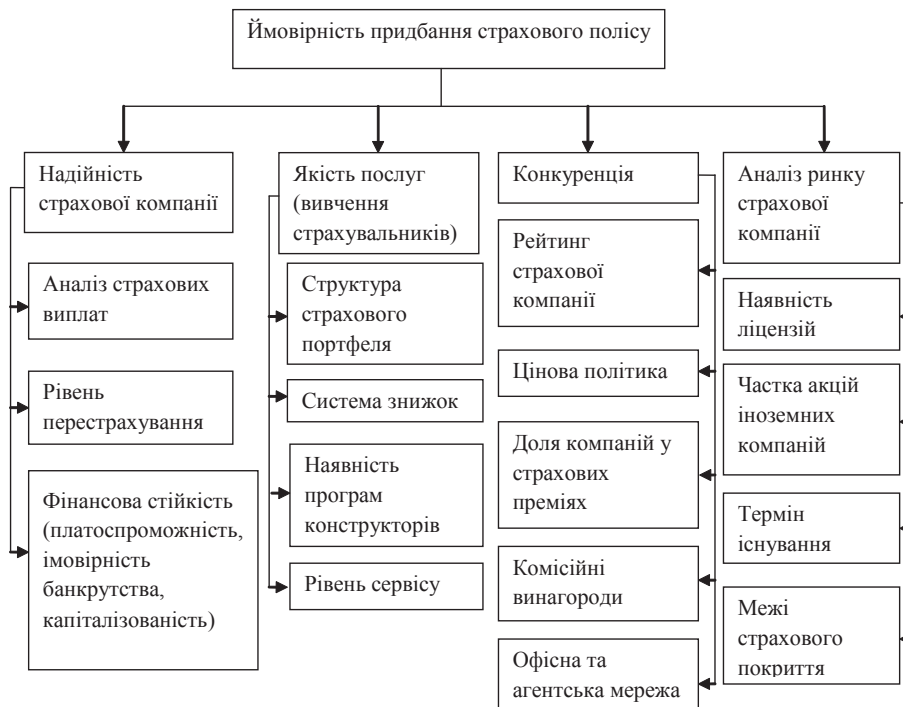 Ймовірність придбання страхового полісу
Надійність
страхової компанії
Аналіз страхових
виплат
Рівень
перестрахування
Фінансова стійкість
(платоспроможність,
імовірність
банкрутства,
капіталізованість)
Якість послуг
(вивчення
страхувальників)
Структура
страхового
портфеля
Система знижок
Наявність
програм
конструкторів
Рівень сервісу
Конкуренція
Рейтинг
страхової
компанії
Цінова політика
Доля компаній у
страхових
преміях
Комісійні
винагороди
Офісна та
агентська мережа
Аналіз ринку
страхової
компанії
Наявність
ліцензій
Частка акцій
іноземних
компаній
Термін
існування
Межі
страхового
покриття